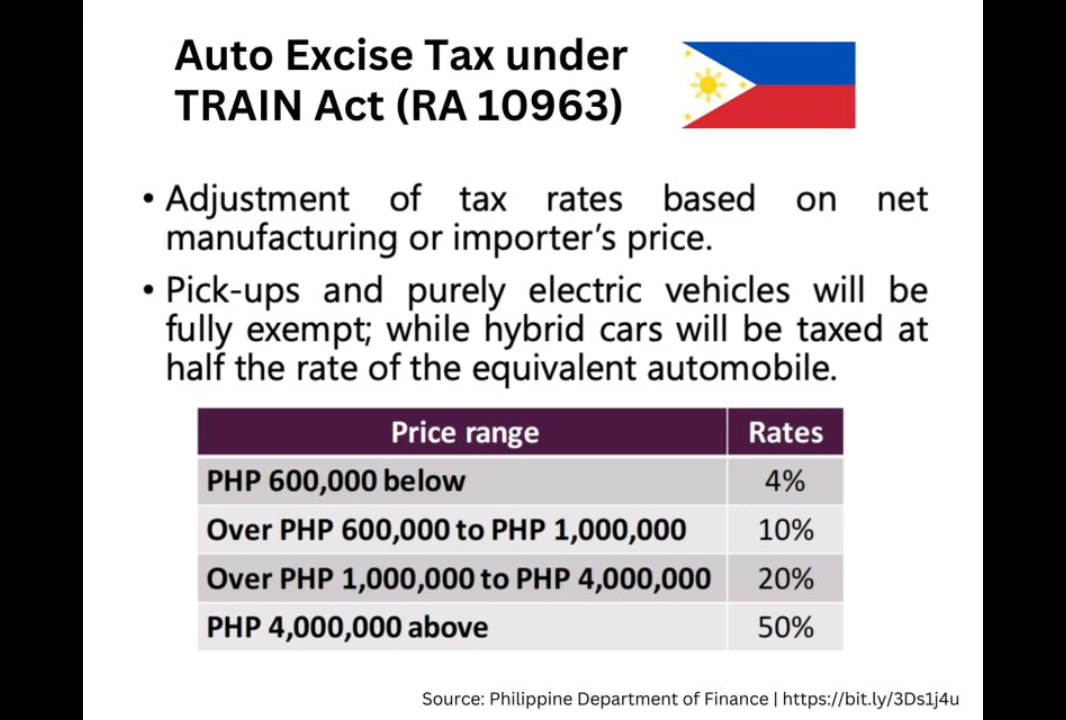 Auto Excise Tax under
TRAIN Act (RA 10963)
• Adjustment of tax rates based on net
manufacturing or importer's price.
• Pick-ups and purely electric vehicles will be
fully exempt; while hybrid cars will be taxed at
half the rate of the equivalent automobile.
Price range Rates
PHP 600,000 below 4%
Over PHP 600,000 to PHP 1,000,000 10%
Over PHP 1,000,000 to PHP 4,000,000 20%
PHP 4,000,000 above 50%
Source: Philippine Department of Finance | https://bit.ly/3Ds1j4u